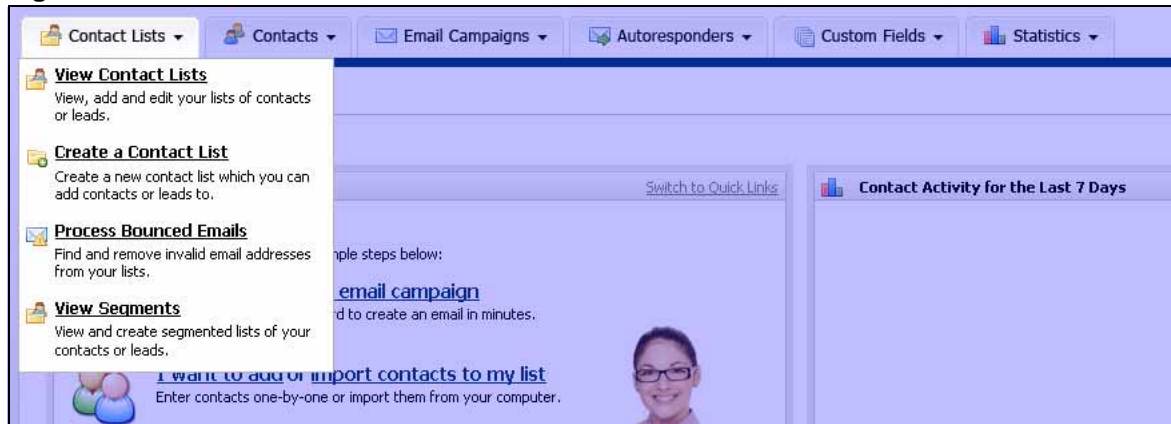 Contact Lists
Contacts
Email Campaigns
Autoresponders
Custom Fields
Statistics
View Contact Lists
View, add and edit your lists of contacts
or leads.
Create a Contact List
Create a new contact list which you can
add contacts or leads to.
Process Bounced Emails
Find and remove invalid email addresses
from your lists.
View Segments
View and create segmented lists of your
contacts or leads.
Switch to Quick Links
steps below:
email campaign
d to create an email in minutes.
I want to add or import contacts to my list
Enter contacts one-by-one or import them from your computer.
Contact Activity for the Last 7 Days